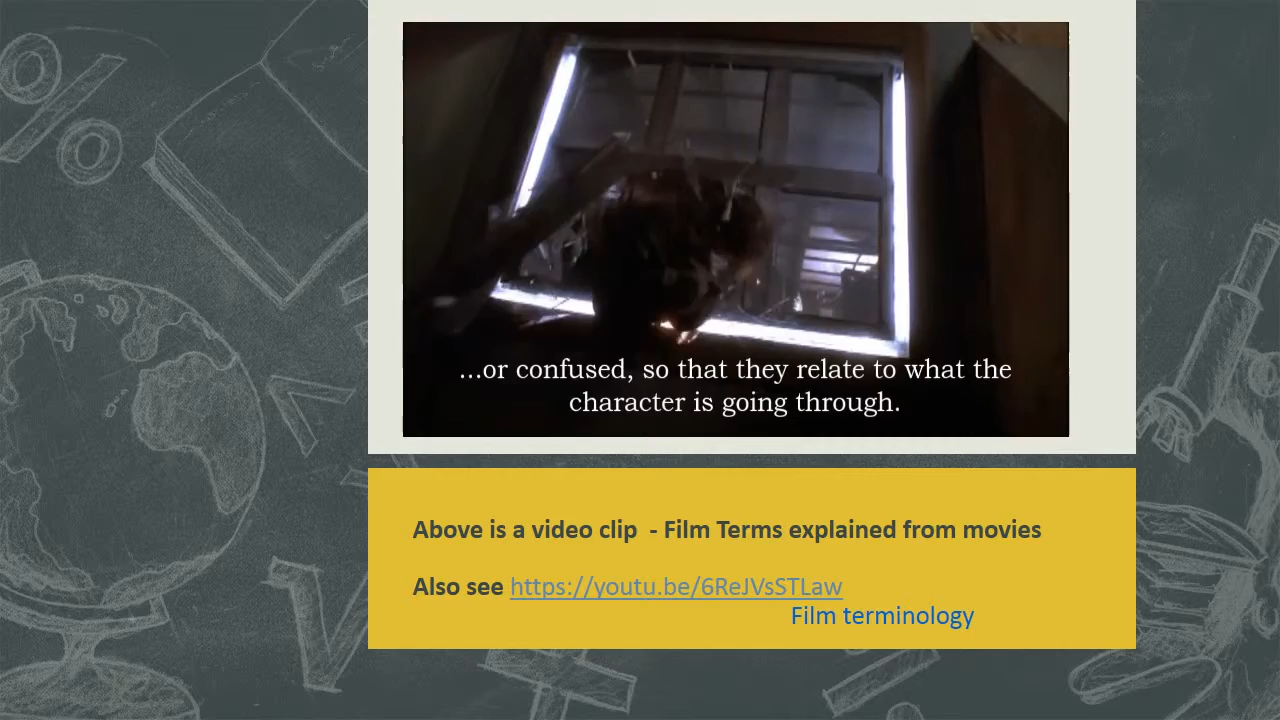 ...or confused, so that they relate to what the
character is going through.
Above is a video clip  - Film Terms explained from movies
Also see https://youtu.be/6ReJVsSTLaw
Film terminology